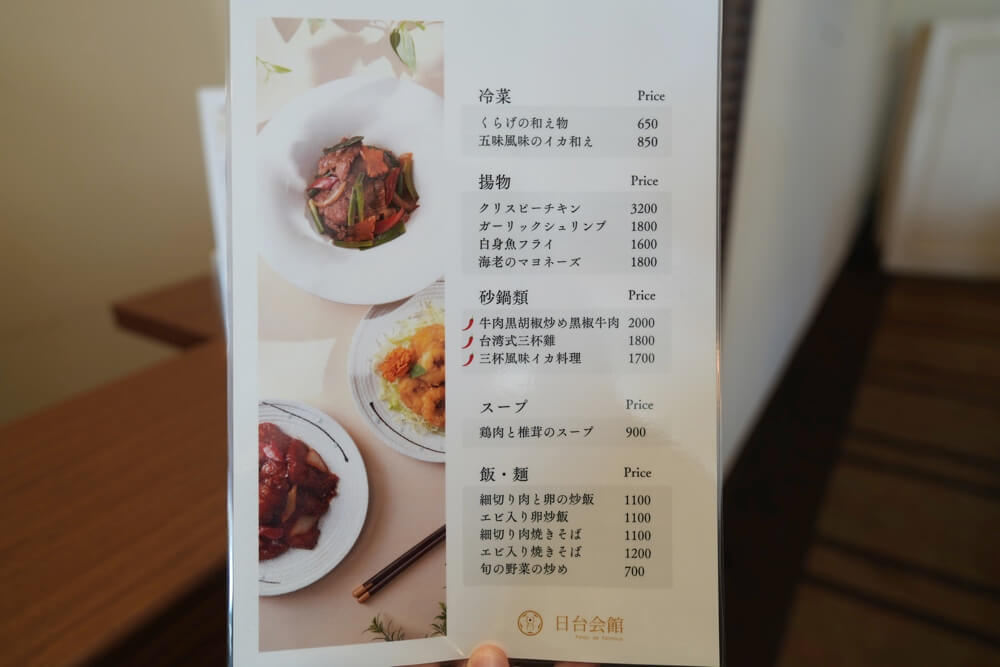 冷菜 Price
くらげの和え物 650
五味風味のイカ和え 850
揚物 Price
クリスピーチキン 3200
ガーリックシュリンプ 1800
白身魚フライ 1600
海老のマヨネーズ 1800
砂鍋類 Price
牛肉黒胡椒炒め黒椒牛肉 2000
台湾式三杯雞 1800
三杯風味イカ料理 1700
スープ Price
鶏肉と椎茸のスープ 900
飯・麺 Price
細切り肉と卵の炒飯 1100
エビ入り卵炒飯 1100
細切り肉焼きそば 1100
エビ入り焼きそば 1200
旬の野菜の炒め 700
日台会館